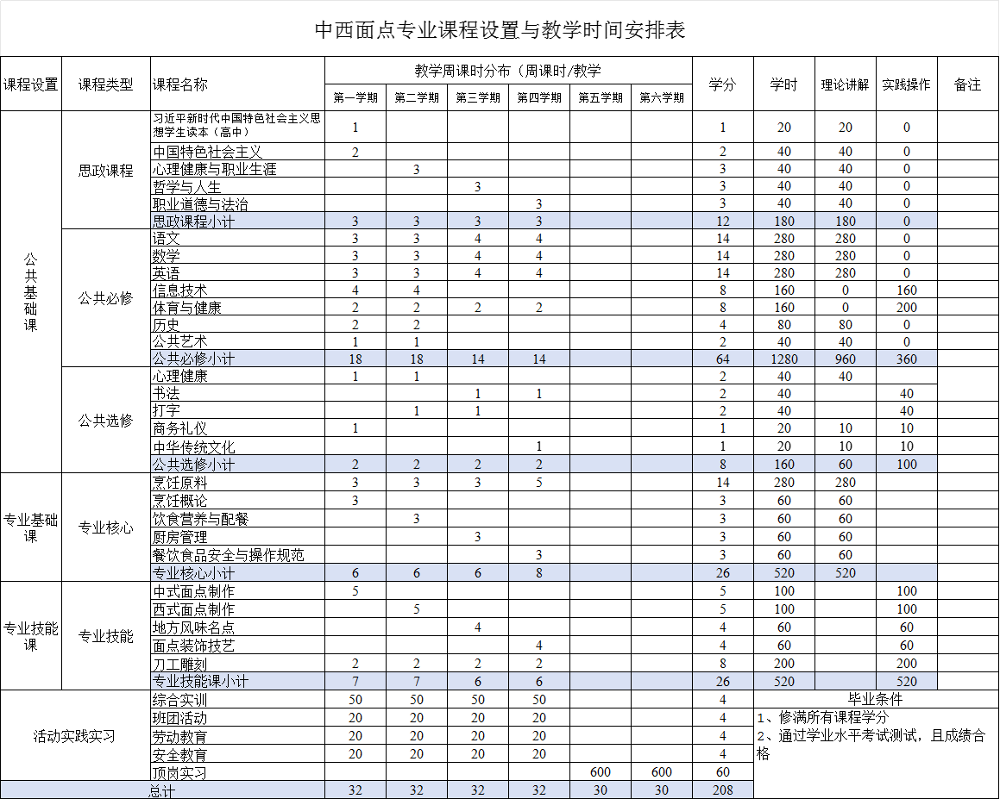 中西面点专业课程设置与教学时间安排表
课程设置 课程类型 课程名称 教学周课时分布（周课时/教学 学分 学时 理论讲解 实践操作 备注
第一学期 第二学期 第三学期 第四学期 第五学期 第六学期
公共基础课
思政课程
习近平新时代中国特色社会主义思
想学生读本（高中） 1 1 20 20 0
中国特色社会主义 2 2 40 40 0
心理健康与职业生涯 3 3 40 40 0
哲学与人生 3 3 40 40 0
职业道德与法治 3 3 40 40 0
思政课程小计 3 3 3 3 12 180 180 0
公共必修
语文 3 3 4 4 14 280 280 0
数学 3 3 4 4 14 280 280 0
英语 3 3 4 4 14 280 280 0
信息技术 4 4 8 160 0 160
体育与健康 2 2 2 2 8 160 0 200
历史 2 2 4 80 80 0
公共艺术 1 1 2 40 40 0
公共必修小计 18 18 14 14 64 1280 960 360
公共选修
心理健康 1 1 2 40 40
书法 1 1 2 40 40
打字 1 1 2 40 40
商务礼仪 1 1 20 10 10
中华传统文化 1 1 20 10 10
公共选修小计 2 2 2 2 8 160 60 100
专业基础
课
专业核心
烹饪原料 3 3 3 5 14 280 280
烹饪概论 3 3 60 60
饮食营养与配餐 3 3 60 60
厨房管理 3 3 60 60
餐饮食品安全与操作规范 3 3 60 60
专业核心小计 6 6 6 8 26 520 520
专业技能
课
专业技能
中式面点制作 5 5 100 100
西式面点制作 5 5 100 100
地方风味名点 4 4 60 60
面点装饰技艺 4 4 60 60
刀工雕刻 2 2 2 2 8 200 200
专业技能课小计 7 7 6 6 26 520 520
活动实践实习
综合实训 50 50 50 50 4
班团活动 20 20 20 20 4
劳动教育 20 20 20 20 4
安全教育 20 20 20 20 4
顶岗实习 600 600 60
总计 32 32 32 32 30 30 208
毕业条件
1、修满所有课程学分
2、通过学业水平考试测试，且成绩合
格